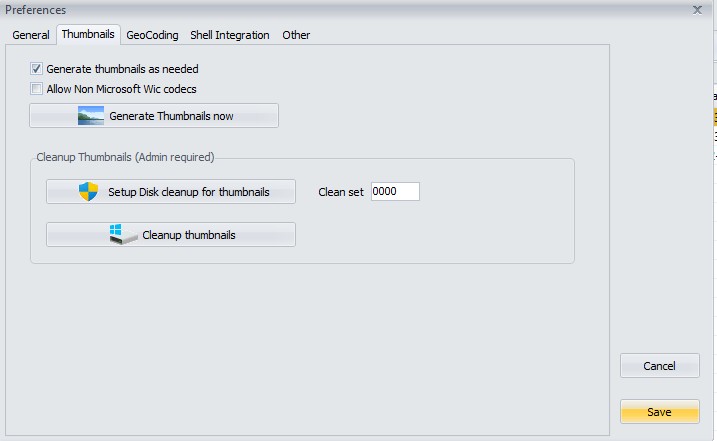 Preferences
General Thumbnails GeoCoding Shell Integration Other
Generate thumbnails as needed
Allow Non Microsoft Wic codecs
Generate Thumbnails now
Cleanup Thumbnails (Admin required)
Setup Disk cleanup for thumbnails Clean set 0000
Cleanup thumbnails
Cancel
Save